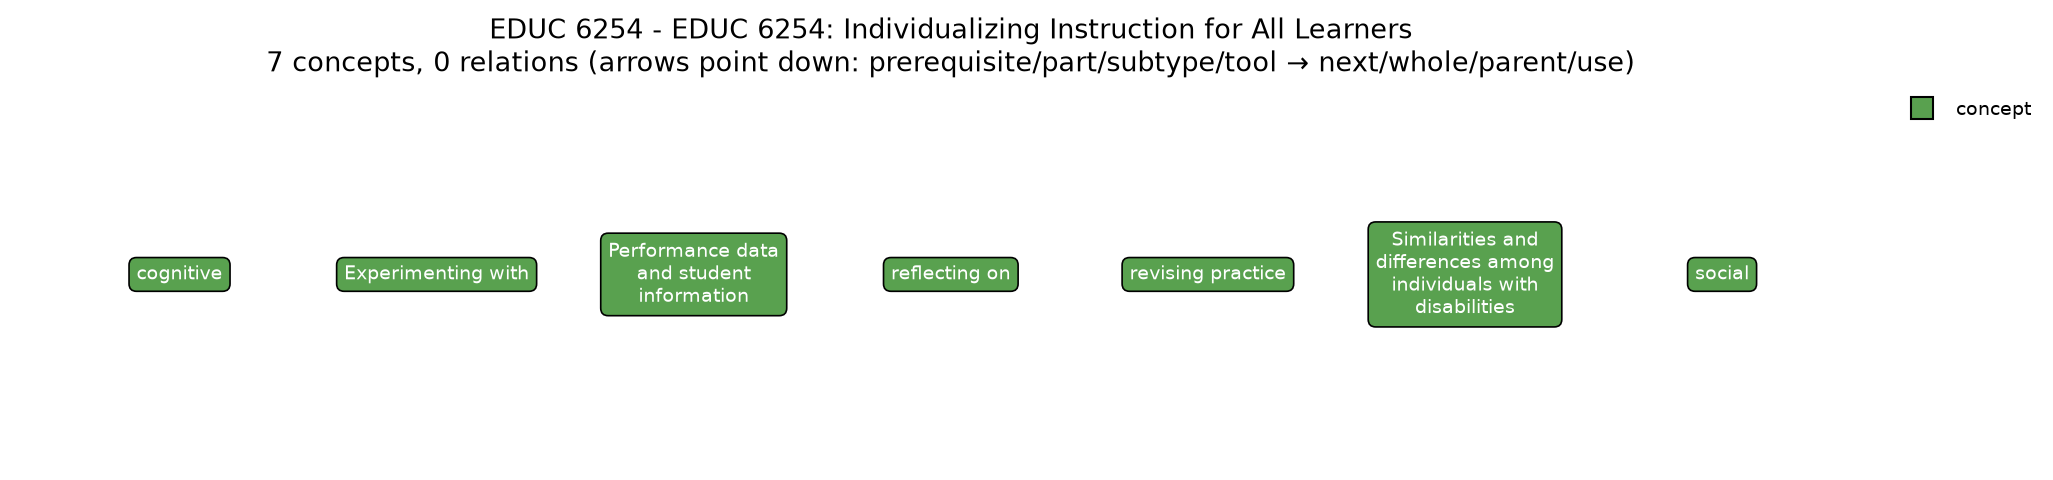 EDUC 6254 - EDUC 6254: Individualizing Instruction for All Learners
7 concepts, 0 relations (arrows point down: prerequisite/part/subtype/tool → next/whole/parent/use)
concept
cognitive
Experimenting with
Performance data
and student
information
reflecting on
revising practice
Similarities and
differences among
individuals with
disabilities
social